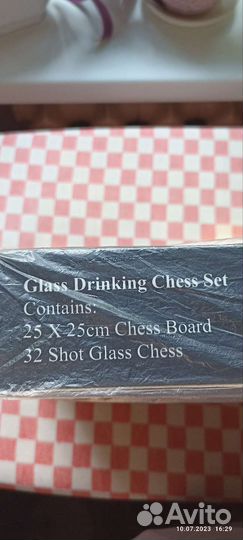 Glass Drinking Chess Set
Contains:
25 X 25cm Chess Board
32 Shot Glass Chess
Avito
10.07.2023 16:29